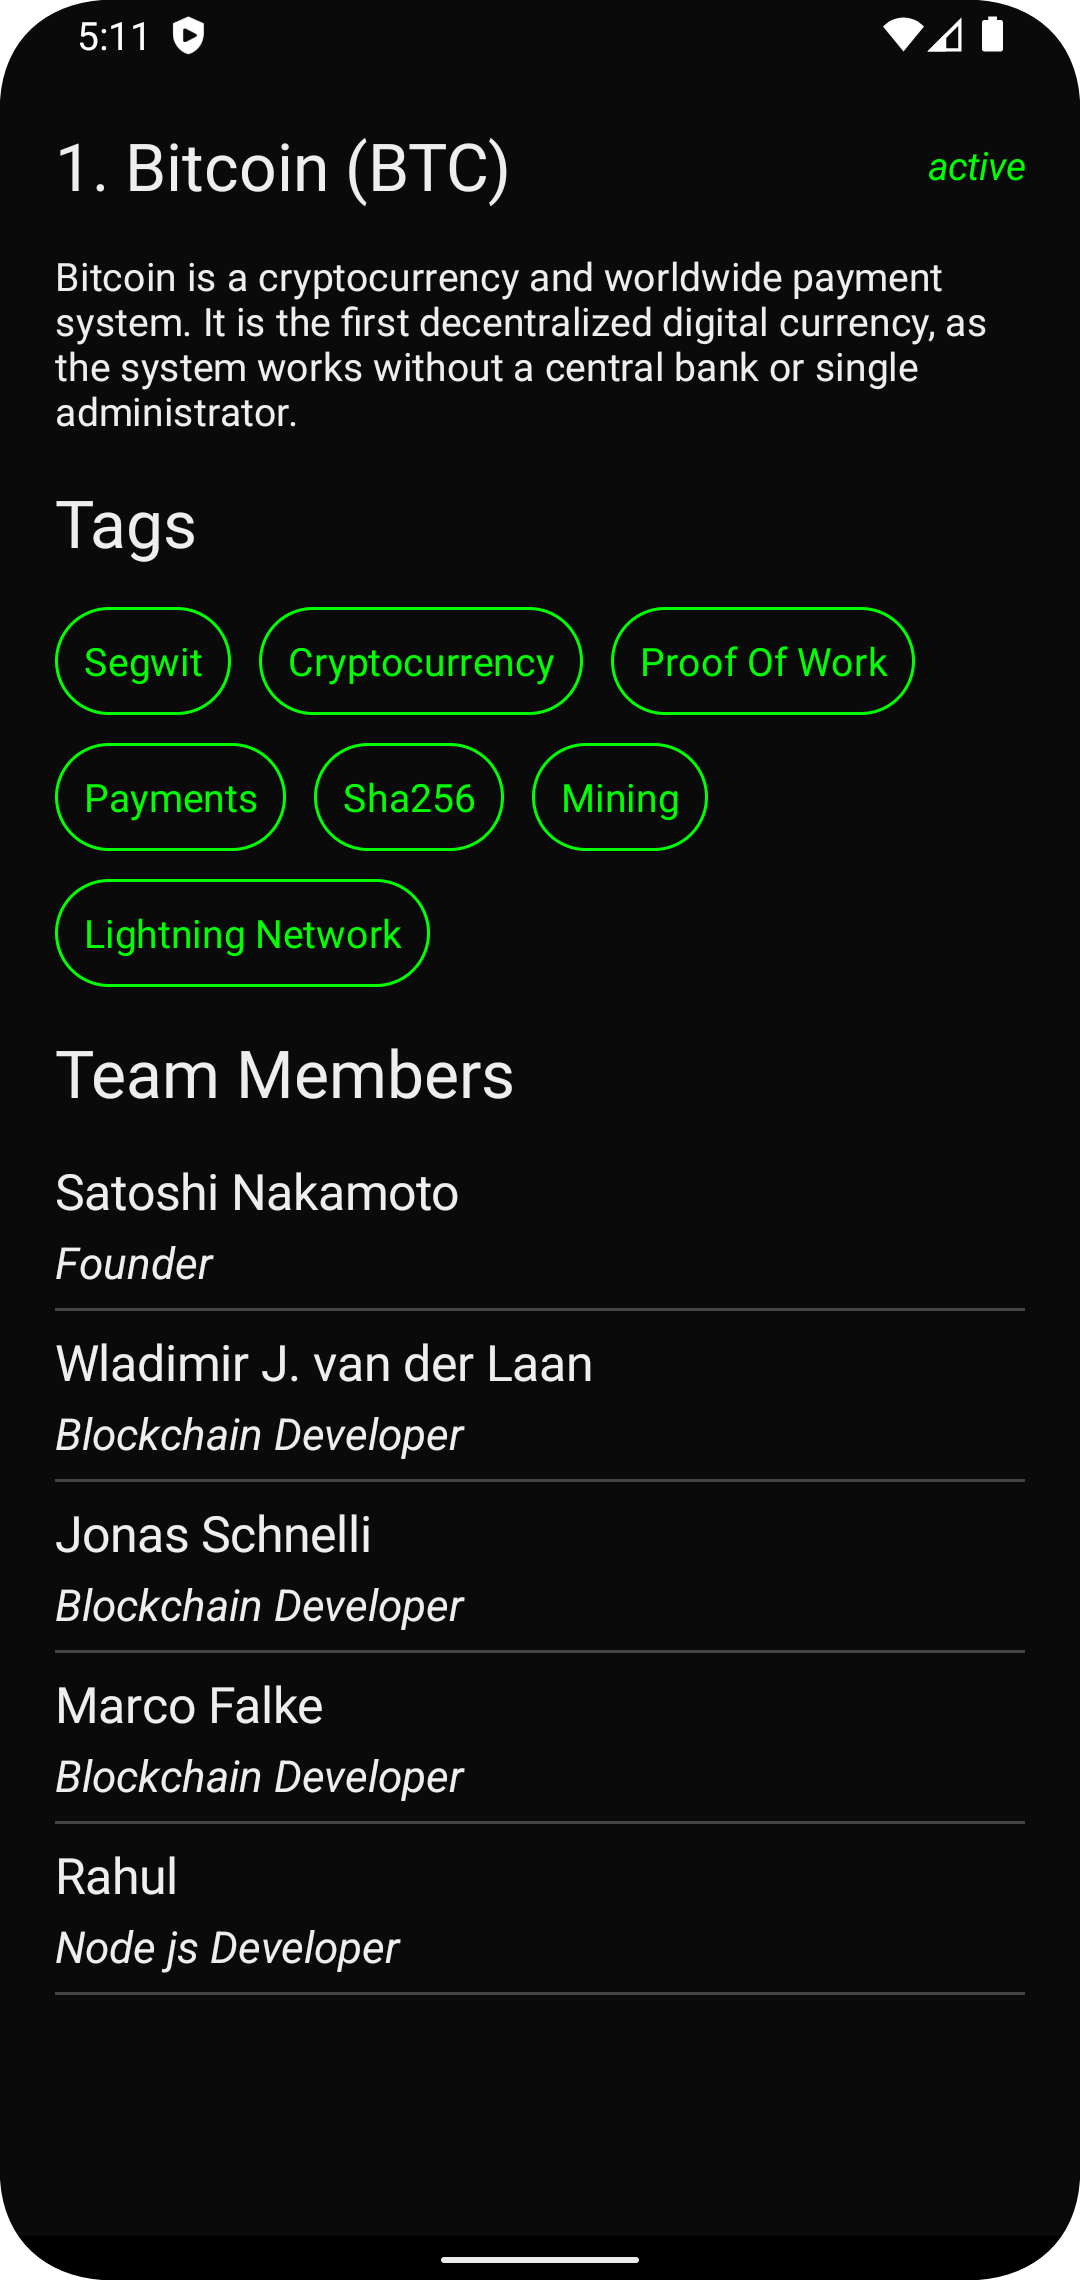 5:11
1. Bitcoin (BTC) active
Bitcoin is a cryptocurrency and worldwide payment
system. It is the first decentralized digital currency, as
the system works without a central bank or single
administrator.
Tags
Segwit Cryptocurrency Proof Of Work
Payments Sha256 Mining
Lightning Network
Team Members
Satoshi Nakamoto
Founder
Wladimir J. van der Laan
Blockchain Developer
Jonas Schnelli
Blockchain Developer
Marco Falke
Blockchain Developer
Rahul
Node js Developer